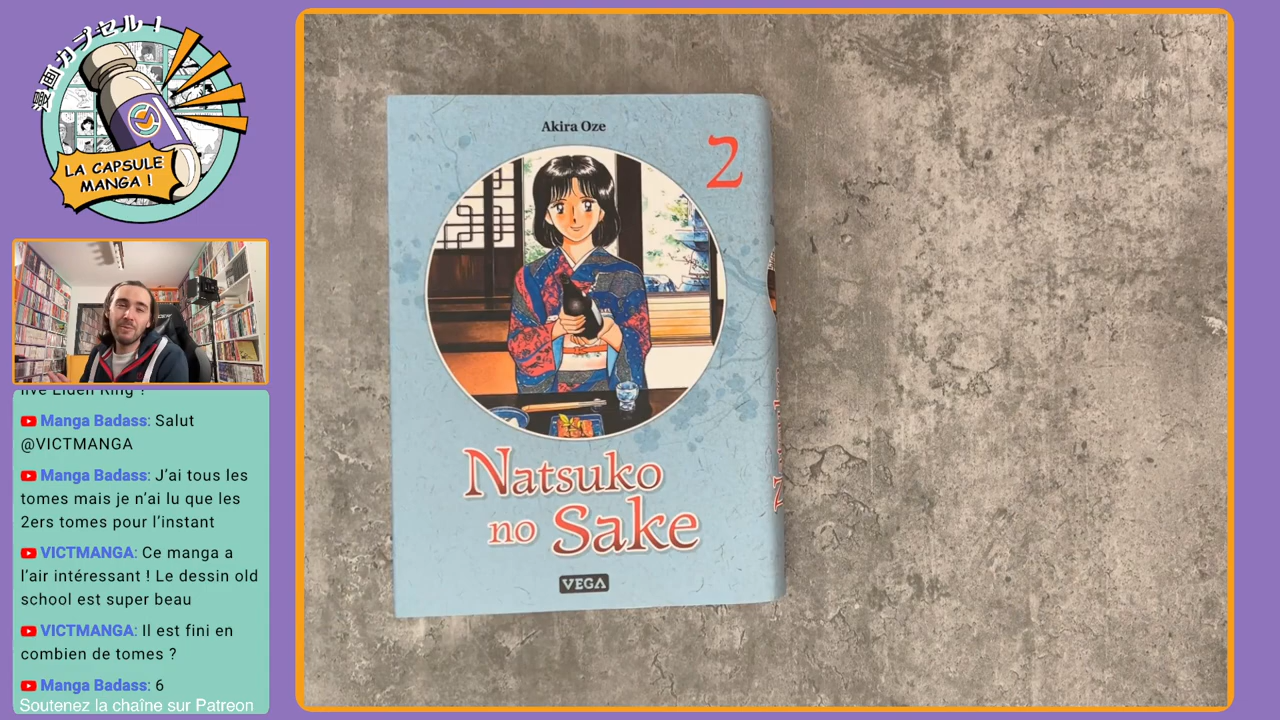 漫画カプセル！
LA CAPSULE
MANGA !
live Elden Ring !
Manga Badass: Salut
@VICTMANGA
Manga Badass: J'ai tous les
tomes mais je n'ai lu que les
2ers tomes pour l'instant
VICTMANGA: Ce manga a
l'air intéressant ! Le dessin old
school est super beau
VICTMANGA: Il est fini en
combien de tomes ?
Manga Badass: 6
Soutenez la chaîne sur Patreon
Akira Oze
2
Natsuko
no Sake
VEGA